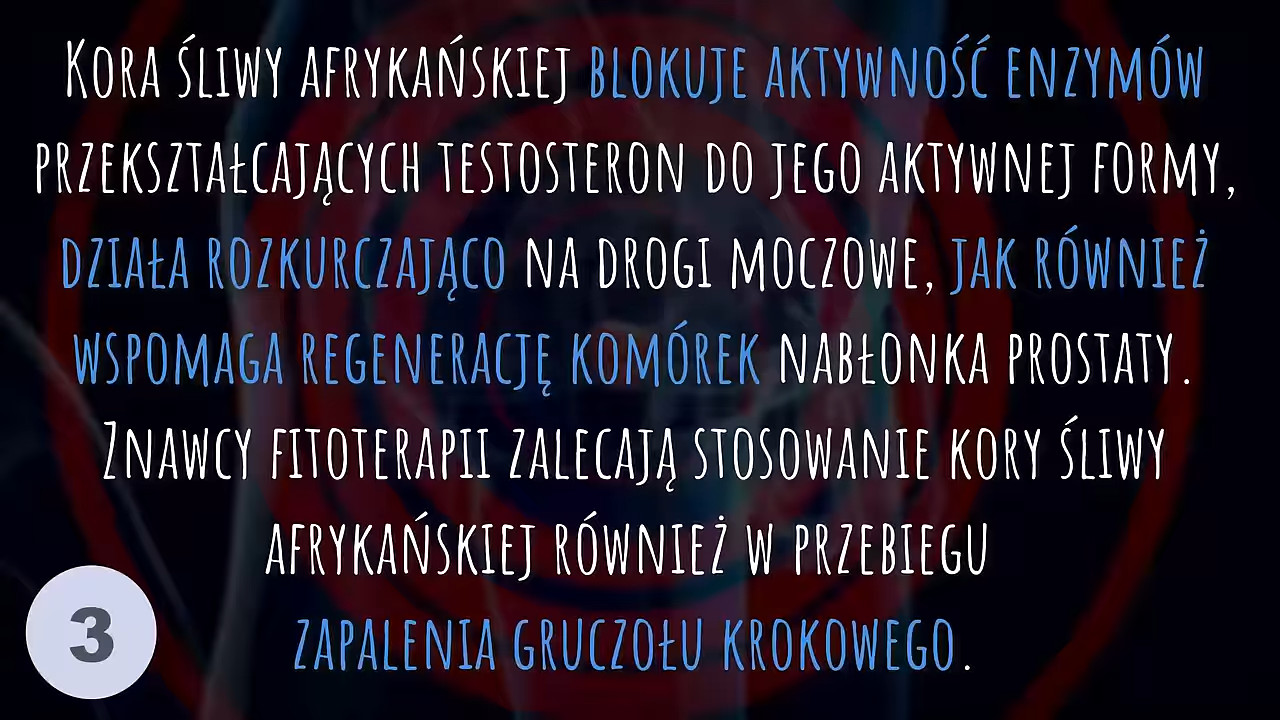 Kora śliwy afrykańskiej blokuje aktywność enzymów
przekształcających testosteron do jego aktywnej formy,
działa rozkurczająco na drogi moczowe, jak również
wspomaga regenerację komórek nabłonka prostaty.
Znawcy fitoterapii zalecają stosowanie kory śliwy
afrykańskiej również w przebiegu
zapalenia gruczołu krokowego.
3